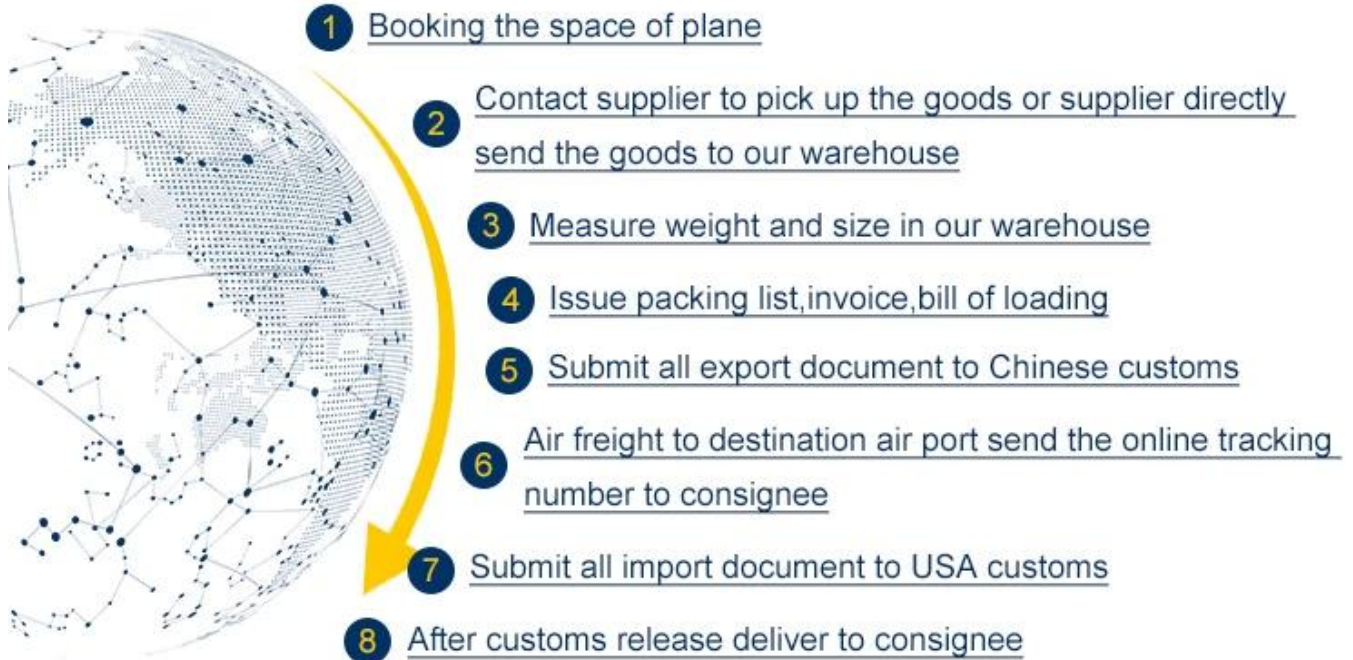 1 Booking the space of plane
2 Contact supplier to pick up the goods or supplier directly
send the goods to our warehouse
3 Measure weight and size in our warehouse
4 Issue packing list,invoice,bill of loading
5 Submit all export document to Chinese customs
6 Air freight to destination air port send the online tracking
number to consignee
7 Submit all import document to USA customs
8 After customs release deliver to consignee